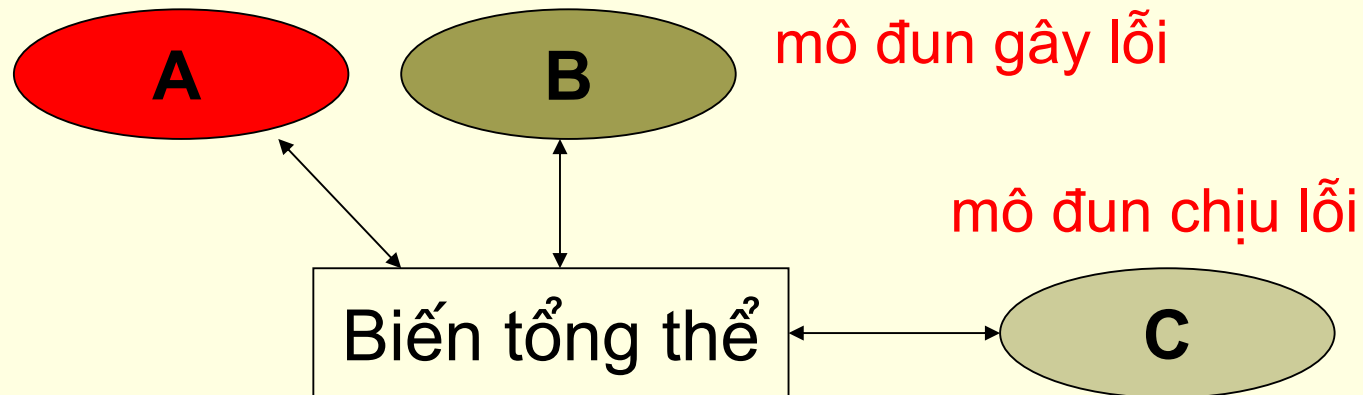 A
B
mô đun gây lỗi
mô đun chịu lỗi
Biến tổng thể
C